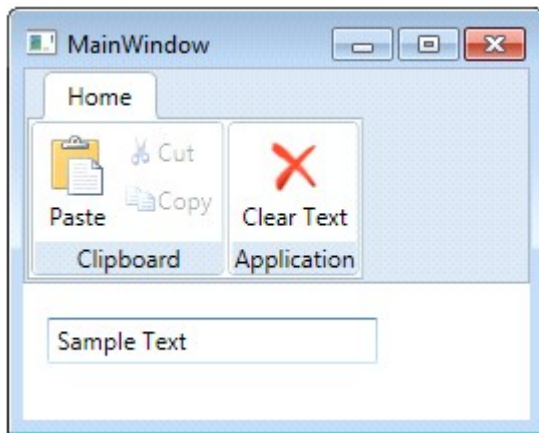 MainWindow
Home
Cut
Copy
Paste
Clear Text
Clipboard
Application
Sample Text